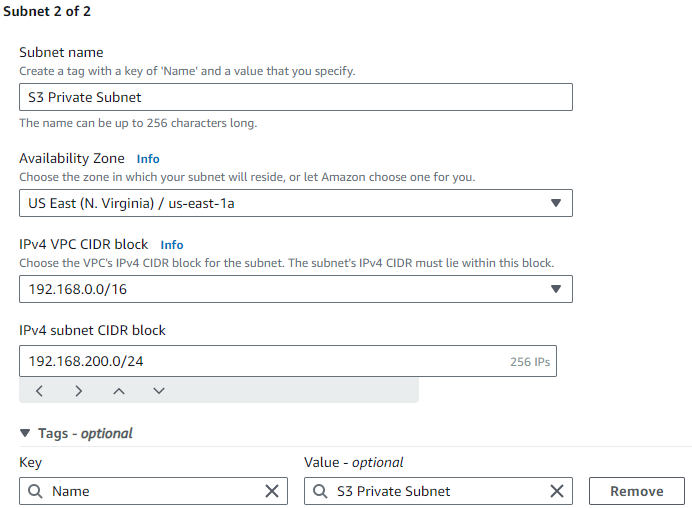 Subnet 2 of 2
Subnet name
Create a tag with a key of 'Name' and a value that you specify.
S3 Private Subnet
The name can be up to 256 characters long.
Availability Zone Info
Choose the zone in which your subnet will reside, or let Amazon choose one for you.
US East (N. Virginia) / us-east-1a
IPv4 VPC CIDR block Info
Choose the VPC's IPv4 CIDR block for the subnet. The subnet's IPv4 CIDR must lie within this block.
192.168.0.0/16
IPv4 subnet CIDR block
192.168.200.0/24 256 IPs
Tags - optional
Key Value - optional
Name S3 Private Subnet Remove